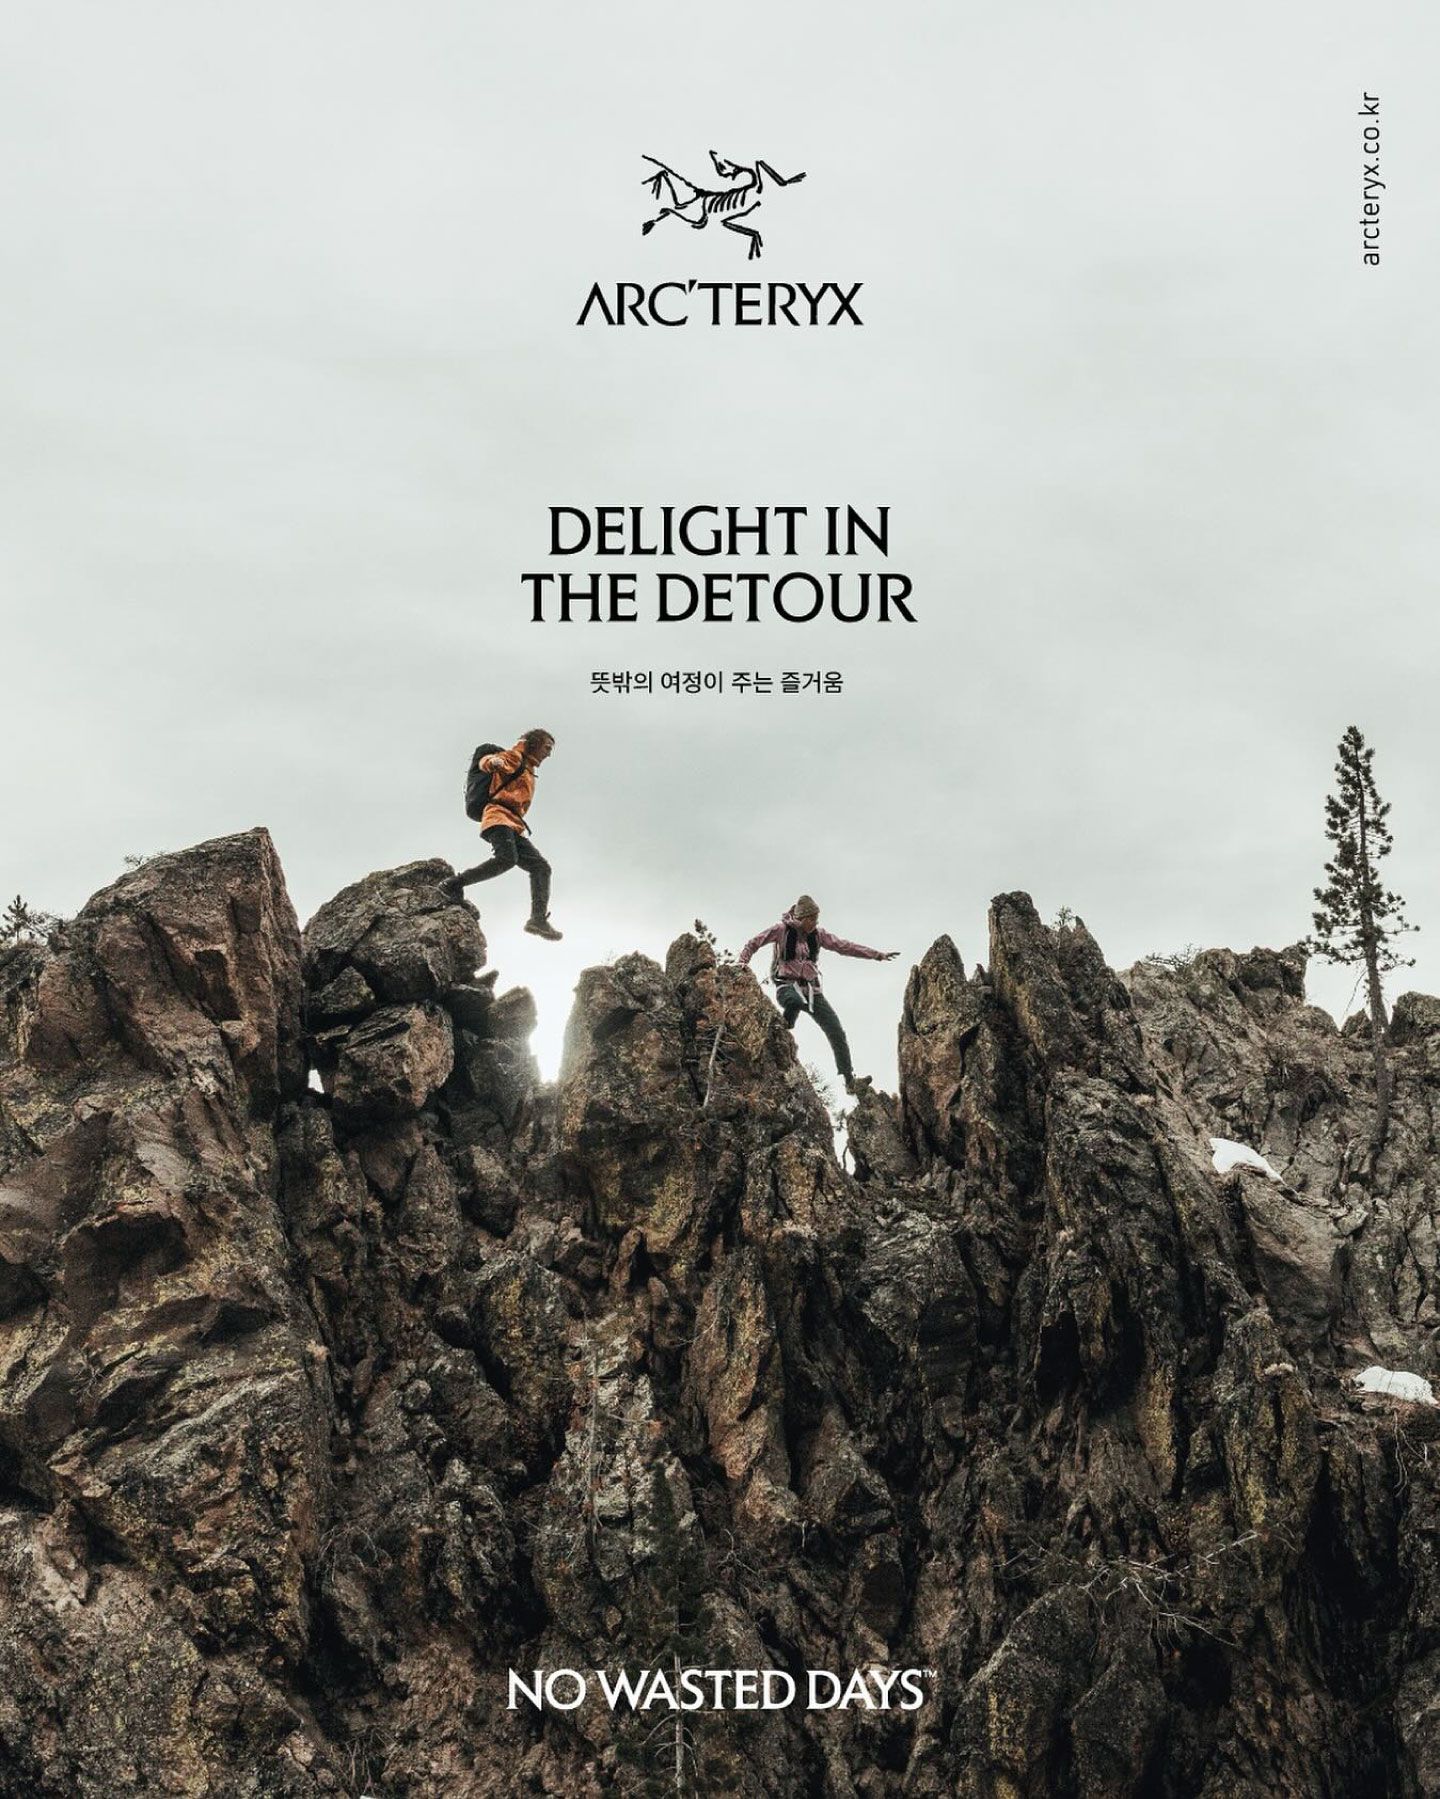 arcteryx.co.kr
ARC'TERYX
DELIGHT IN
THE DETOUR
뜻밖의 여정이 주는 즐거움
NO WASTED DAYS™